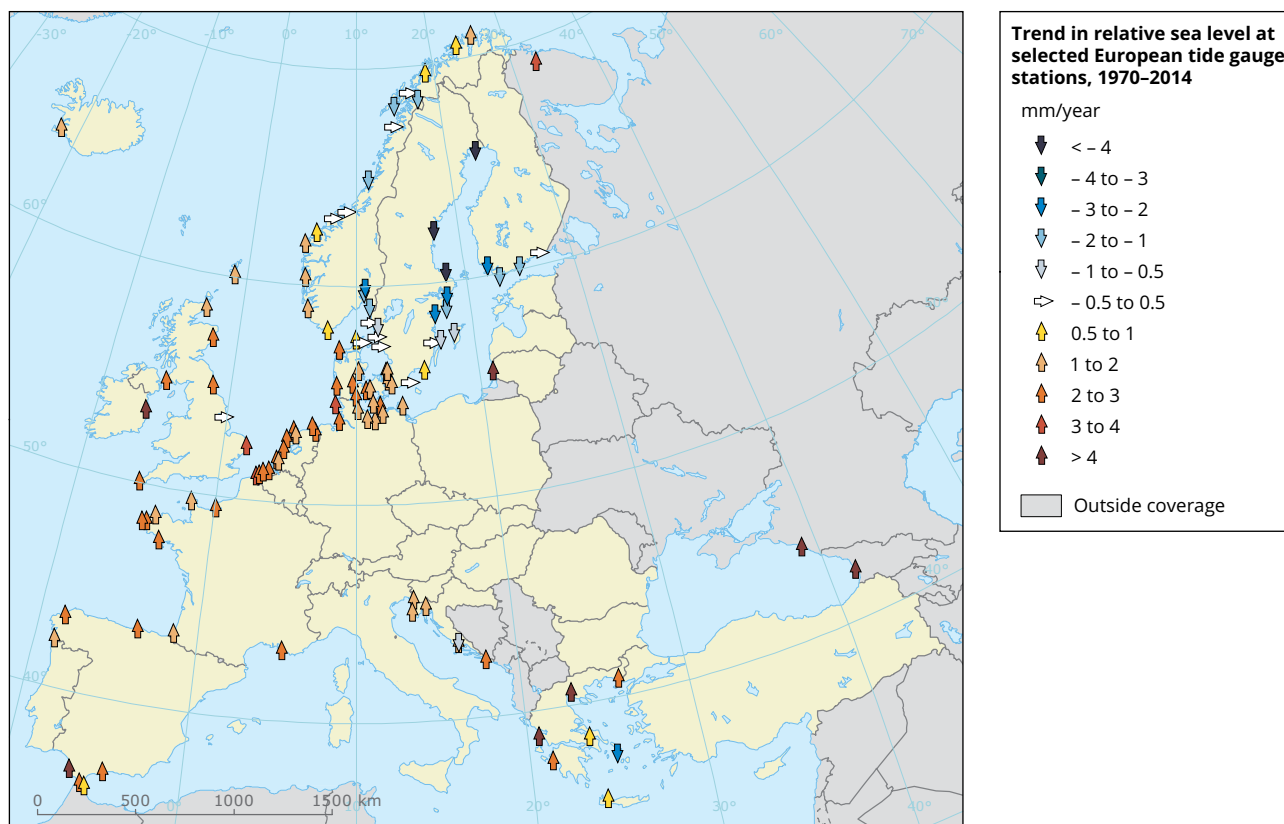 -30°
-20°
-10°
0°
10°
20°
30°
40°
50°
60°
70°
60°
50°
40°
50°
40°
0°
20°
30°
40°
0 500 1000 1500 km
Trend in relative sea level at
selected European tide gauge
stations, 1970–2014
mm/year
< – 4
– 4 to – 3
– 3 to – 2
– 2 to – 1
– 1 to – 0.5
– 0.5 to 0.5
0.5 to 1
1 to 2
2 to 3
3 to 4
> 4
Outside coverage